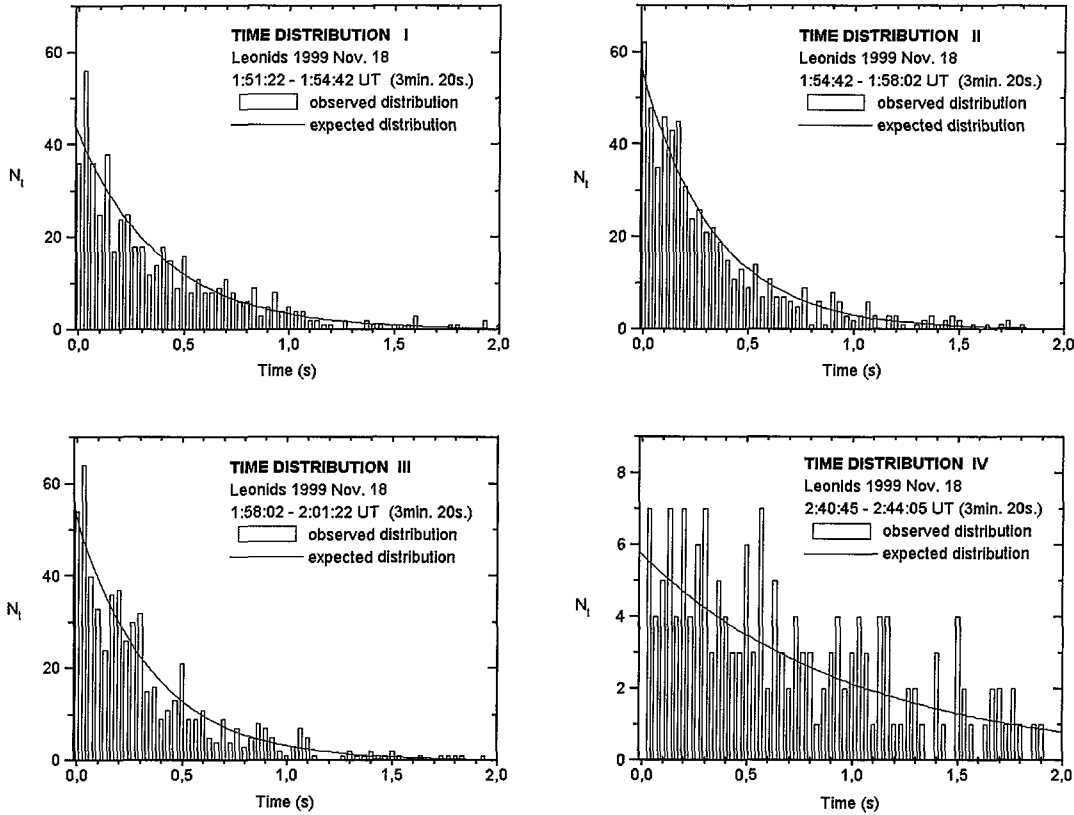 TIME DISTRIBUTION I
Leonids 1999 Nov. 18
1:51:22 - 1:54:42 UT (3min. 20s.)
observed distribution
expected distribution
60
40
20
0
N_t
0,0 0,5 1,0 1,5 2,0
Time (s)
TIME DISTRIBUTION II
Leonids 1999 Nov. 18
1:54:42 - 1:58:02 UT (3min. 20s.)
observed distribution
expected distribution
60
40
20
0
N_t
0,0 0,5 1,0 1,5 2,0
Time (s)
TIME DISTRIBUTION III
Leonids 1999 Nov. 18
1:58:02 - 2:01:22 UT (3min. 20s.)
observed distribution
expected distribution
60
40
20
0
N_t
0,0 0,5 1,0 1,5 2,0
Time (s)
TIME DISTRIBUTION IV
Leonids 1999 Nov. 18
2:40:45 - 2:44:05 UT (3min. 20s.)
observed distribution
expected distribution
8
6
4
2
0
N_t
0,0 0,5 1,0 1,5 2,0
Time (s)